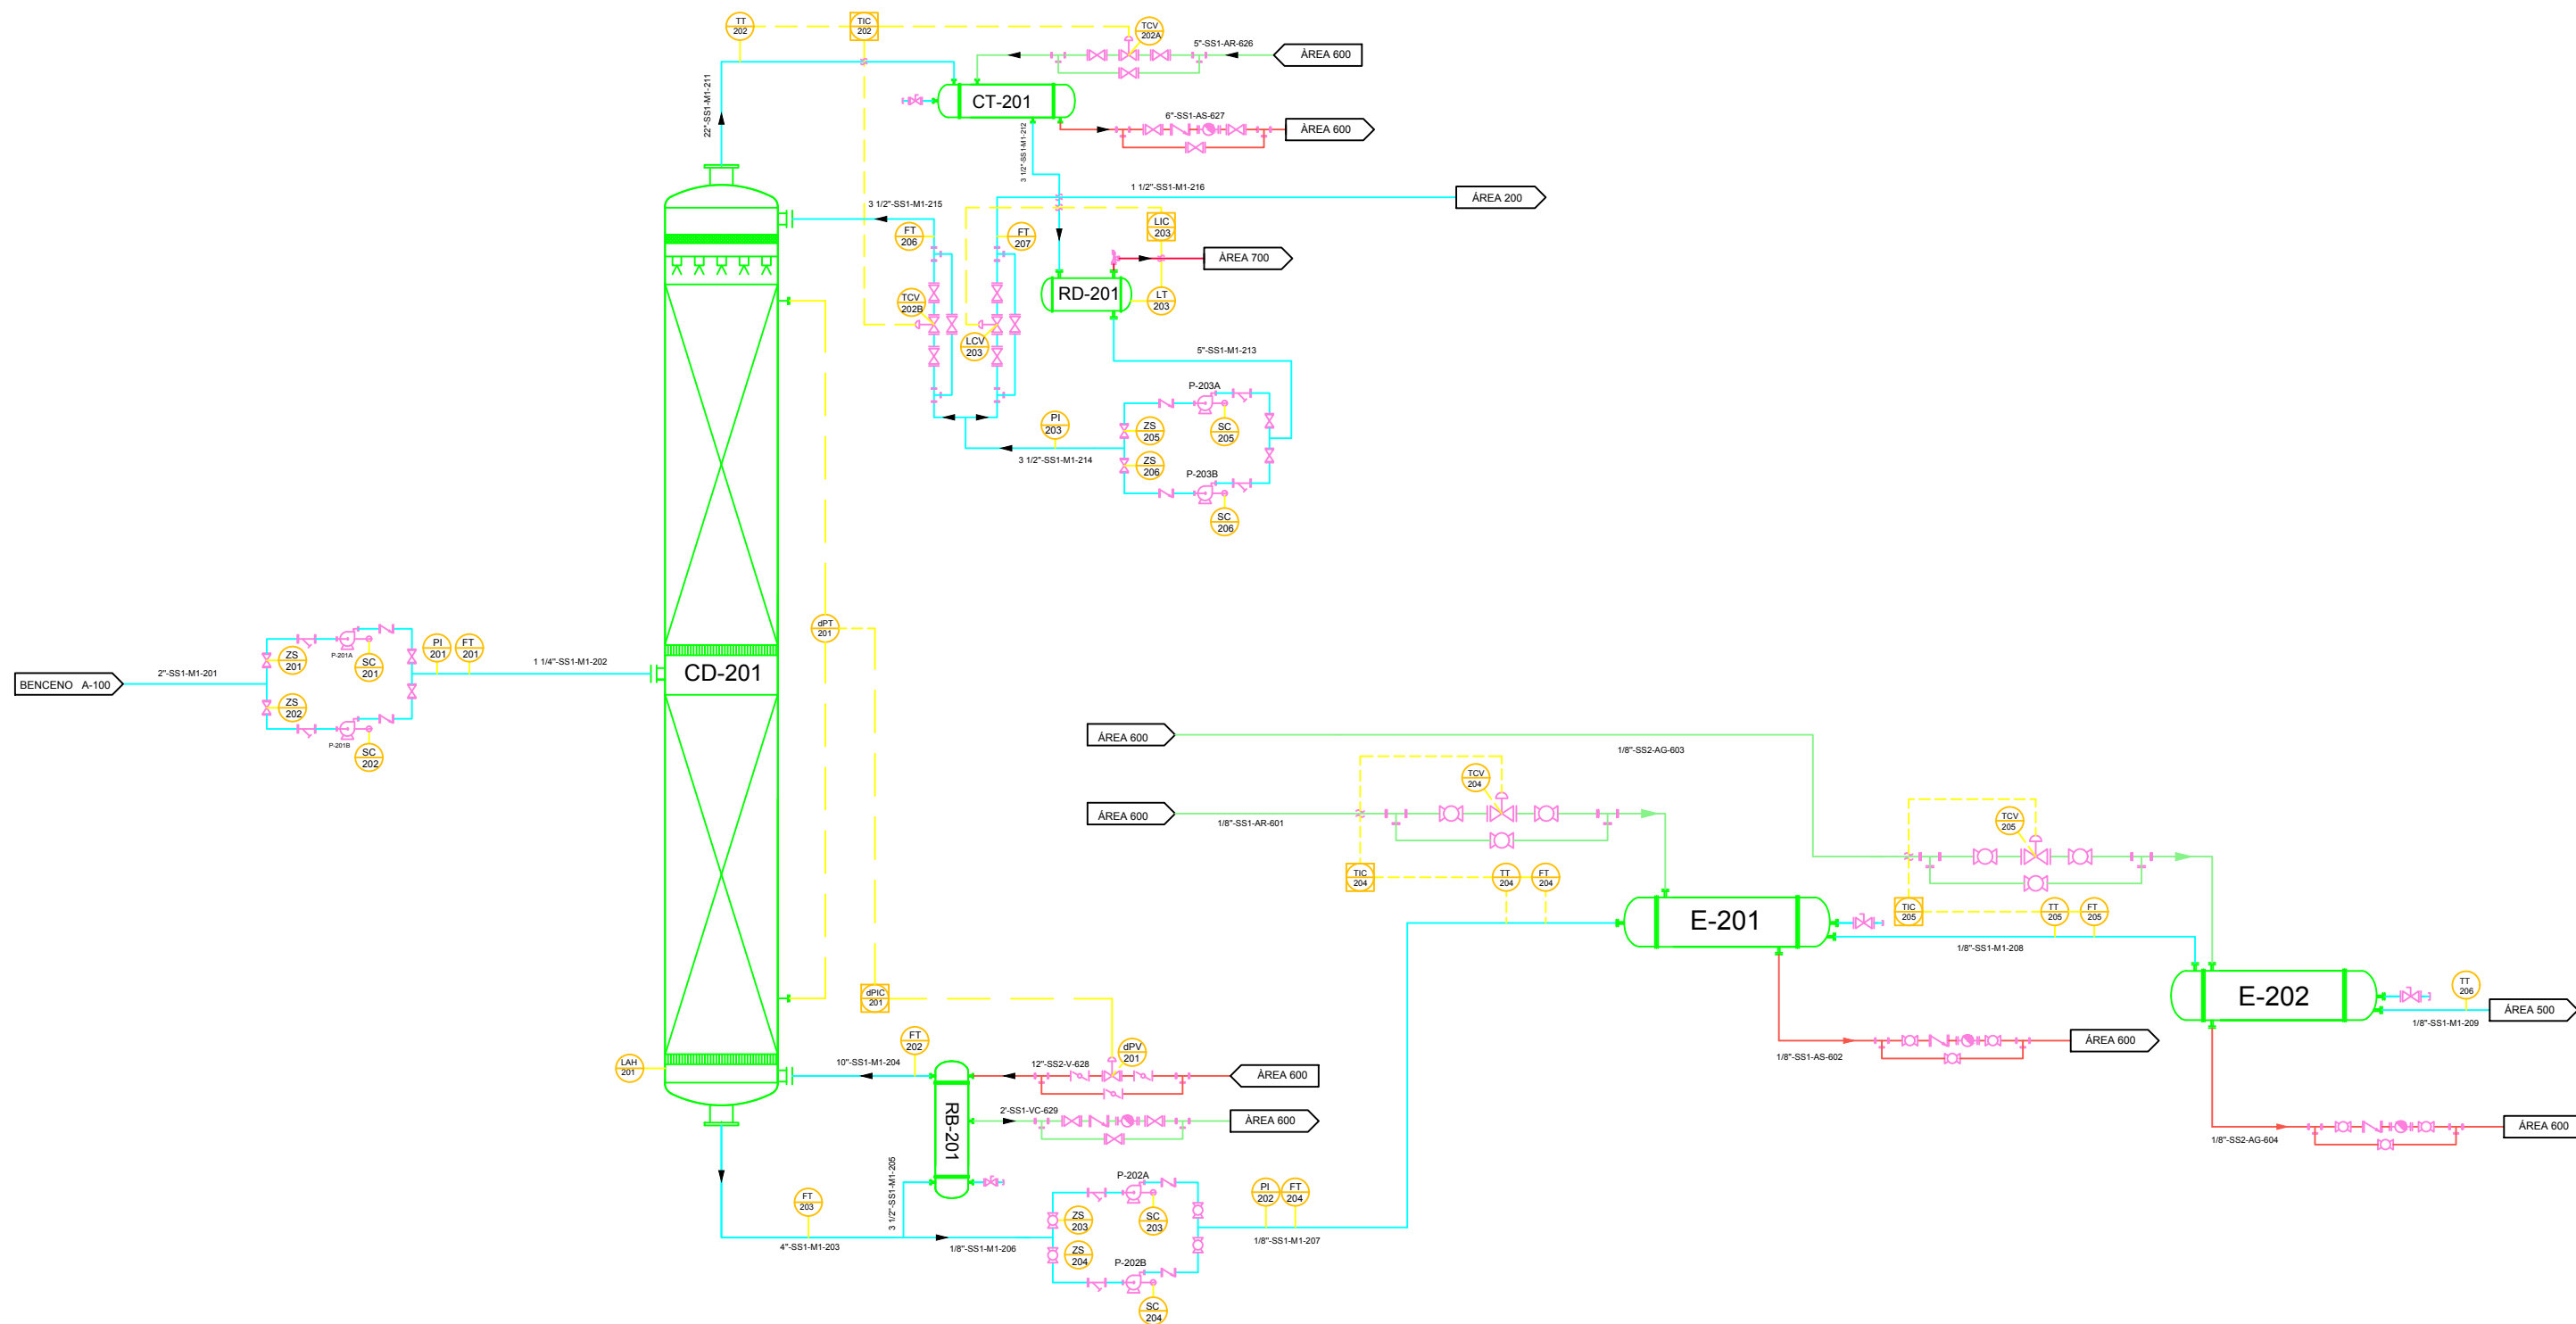 TT
202
TIC
202
TCV
202A
5"-SS1-AR-626
ÀREA 600
22"-SS1-M1-211
CT-201
6"-SS1-AS-627
ÀREA 600
3 1/2"-SS1-M1-212
1 1/2"-SS1-M1-216
ÁREA 200
3 1/2"-SS1-M1-215
FT
206
FT
207
LIC
203
ÀREA 700
TCV
202B
RD-201
LT
203
LCV
203
5"-SS1-M1-213
P-203A
PI
203
ZS
205
SC
205
3 1/2"-SS1-M1-214
ZS
206
P-203B
SC
206
dPT
201
BENCENO A-100
2"-SS1-M1-201
ZS
201
P-201A
SC
201
PI
201
FT
201
1 1/4"-SS1-M1-202
CD-201
ZS
202
P-201B
SC
202
ÁREA 600
1/8"-SS2-AG-603
TCV
204
ÁREA 600
1/8"-SS1-AR-601
TCV
205
TIC
204
TT
204
FT
204
E-201
TIC
205
TT
205
FT
205
1/8"-SS1-M1-208
E-202
TT
206
ÀREA 500
1/8"-SS1-M1-209
dPIC
201
FT
202
dPV
201
LAH
201
10"-SS1-M1-204
12"-SS2-V-628
ÀREA 600
1/8"-SS1-AS-602
ÀREA 600
RB-201
2'-SS1-VC-629
ÀREA 600
1/8"-SS2-AG-604
ÀREA 600
3 1/2"-SS1-M1-205
FT
203
4"-SS1-M1-203
1/8"-SS1-M1-206
P-202A
ZS
203
SC
203
PI
202
FT
204
1/8"-SS1-M1-207
ZS
204
P-202B
SC
204